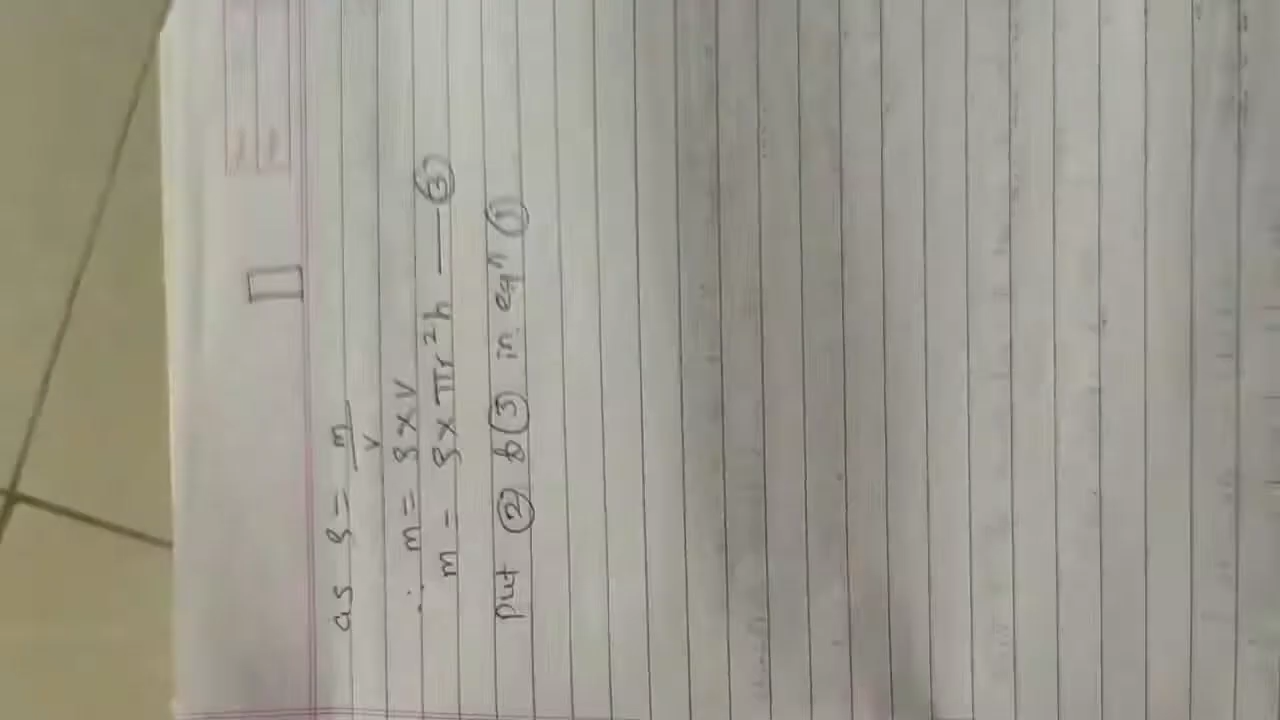 as ρ = m/v
∴ m = ρ × v
m = ρ × πr²h — ③
put ② & ③ in eqⁿ ①